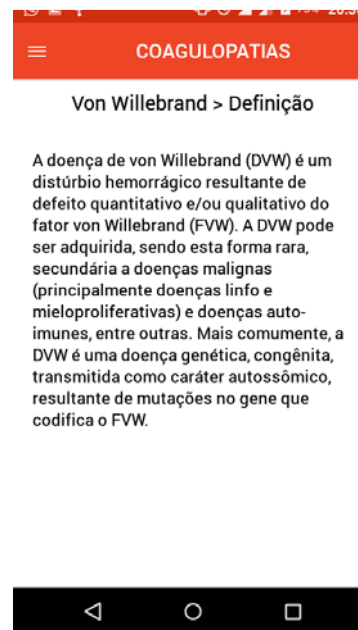 COAGULOPATIAS
Von Willebrand > Definição
A doença de von Willebrand (DVW) é um
distúrbio hemorrágico resultante de
defeito quantitativo e/ou qualitativo do
fator von Willebrand (FVW). A DVW pode
ser adquirida, sendo esta forma rara,
secundária a doenças malignas
(principalmente doenças linfo e
mieloproliferativas) e doenças auto-
imunes, entre outras. Mais comumente, a
DVW é uma doença genética, congênita,
transmitida como caráter autossômico,
resultante de mutações no gene que
codifica o FVW.